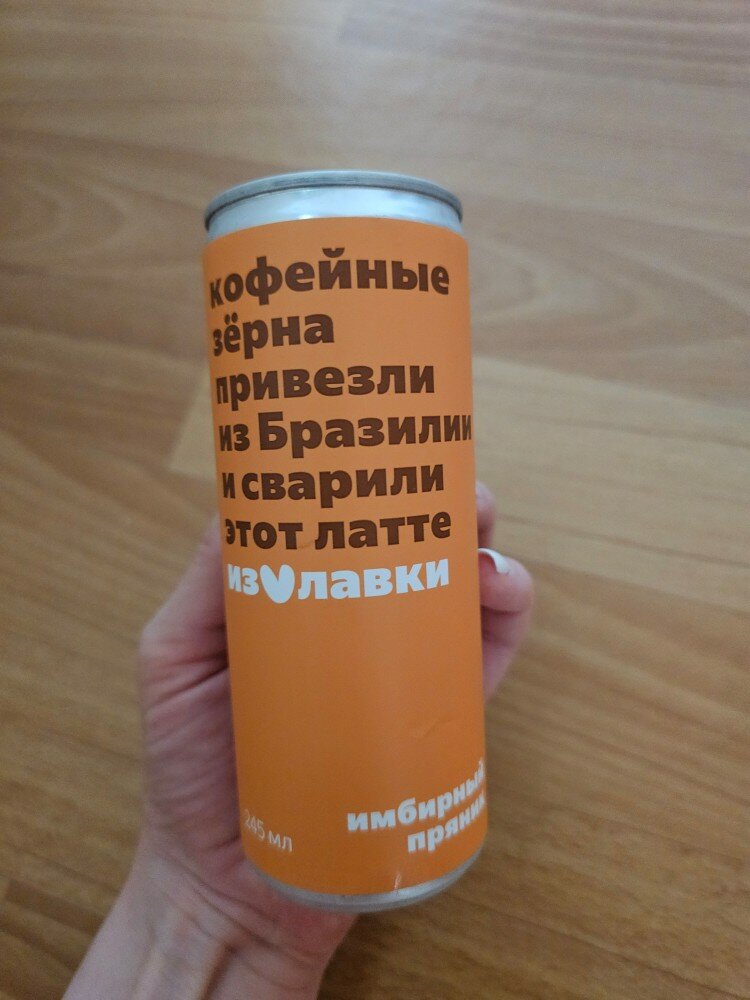 кофейные
зёрна
привезли
из Бразилии
и сварили
этот латте
из лавки
имбирный
пряник
245 мл